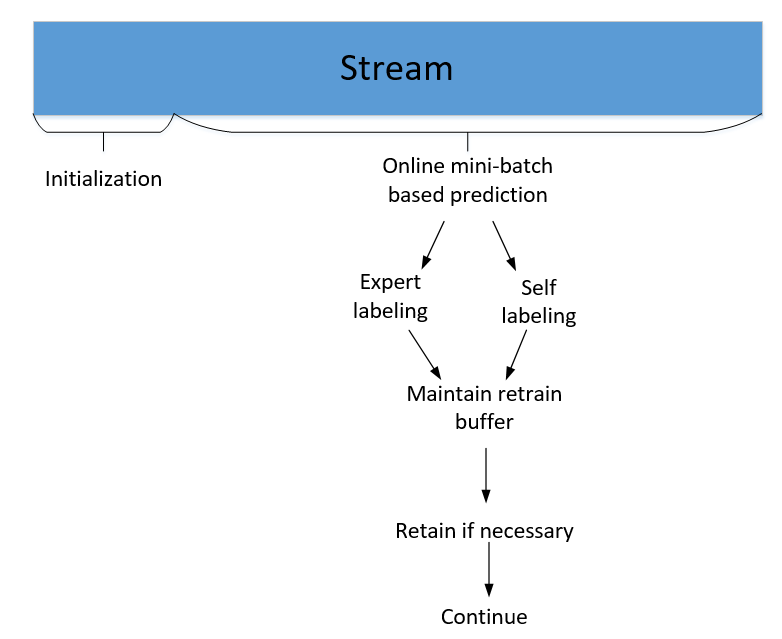 Stream
Initialization
Online mini-batch
based prediction
Expert
labeling
Self
labeling
Maintain retrain
buffer
Retain if necessary
Continue